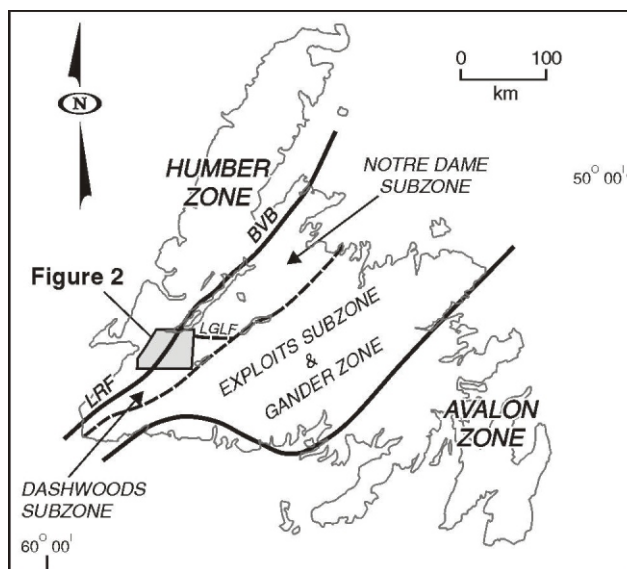 0 100
km
N
HUMBER
ZONE
NOTRE DAME
SUBZONE
50° 00'
BVB
Figure 2
LGLF
EXPLOITS SUBZONE
&
GANDER ZONE
LRF
AVALON
ZONE
DASHWOODS
SUBZONE
60° 00'